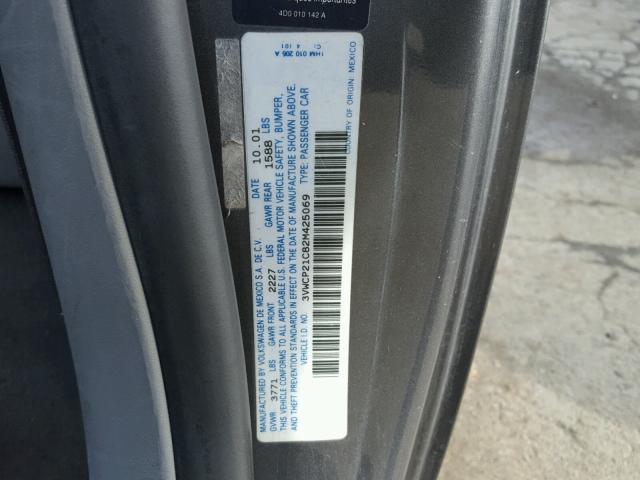 4D0 010 142 A
1HM 010 205 A
MANUFACTURED BY VOLKSWAGEN DE MEXICO S.A. DE C.V. DATE 10.01
GVWR 3771 LBS GAWR FRONT 2227 LBS GAWR REAR 1588 LBS
THIS VEHICLE CONFORMS TO ALL APPLICABLE U.S. FEDERAL MOTOR VEHICLE SAFETY, BUMPER,
AND THEFT PREVENTION STANDARDS IN EFFECT ON THE DATE OF MANUFACTURE SHOWN ABOVE.
VEHICLE I.D. NO. 3VWCP21C82M425069 TYPE: PASSENGER CAR
COUNTRY OF ORIGIN: MEXICO